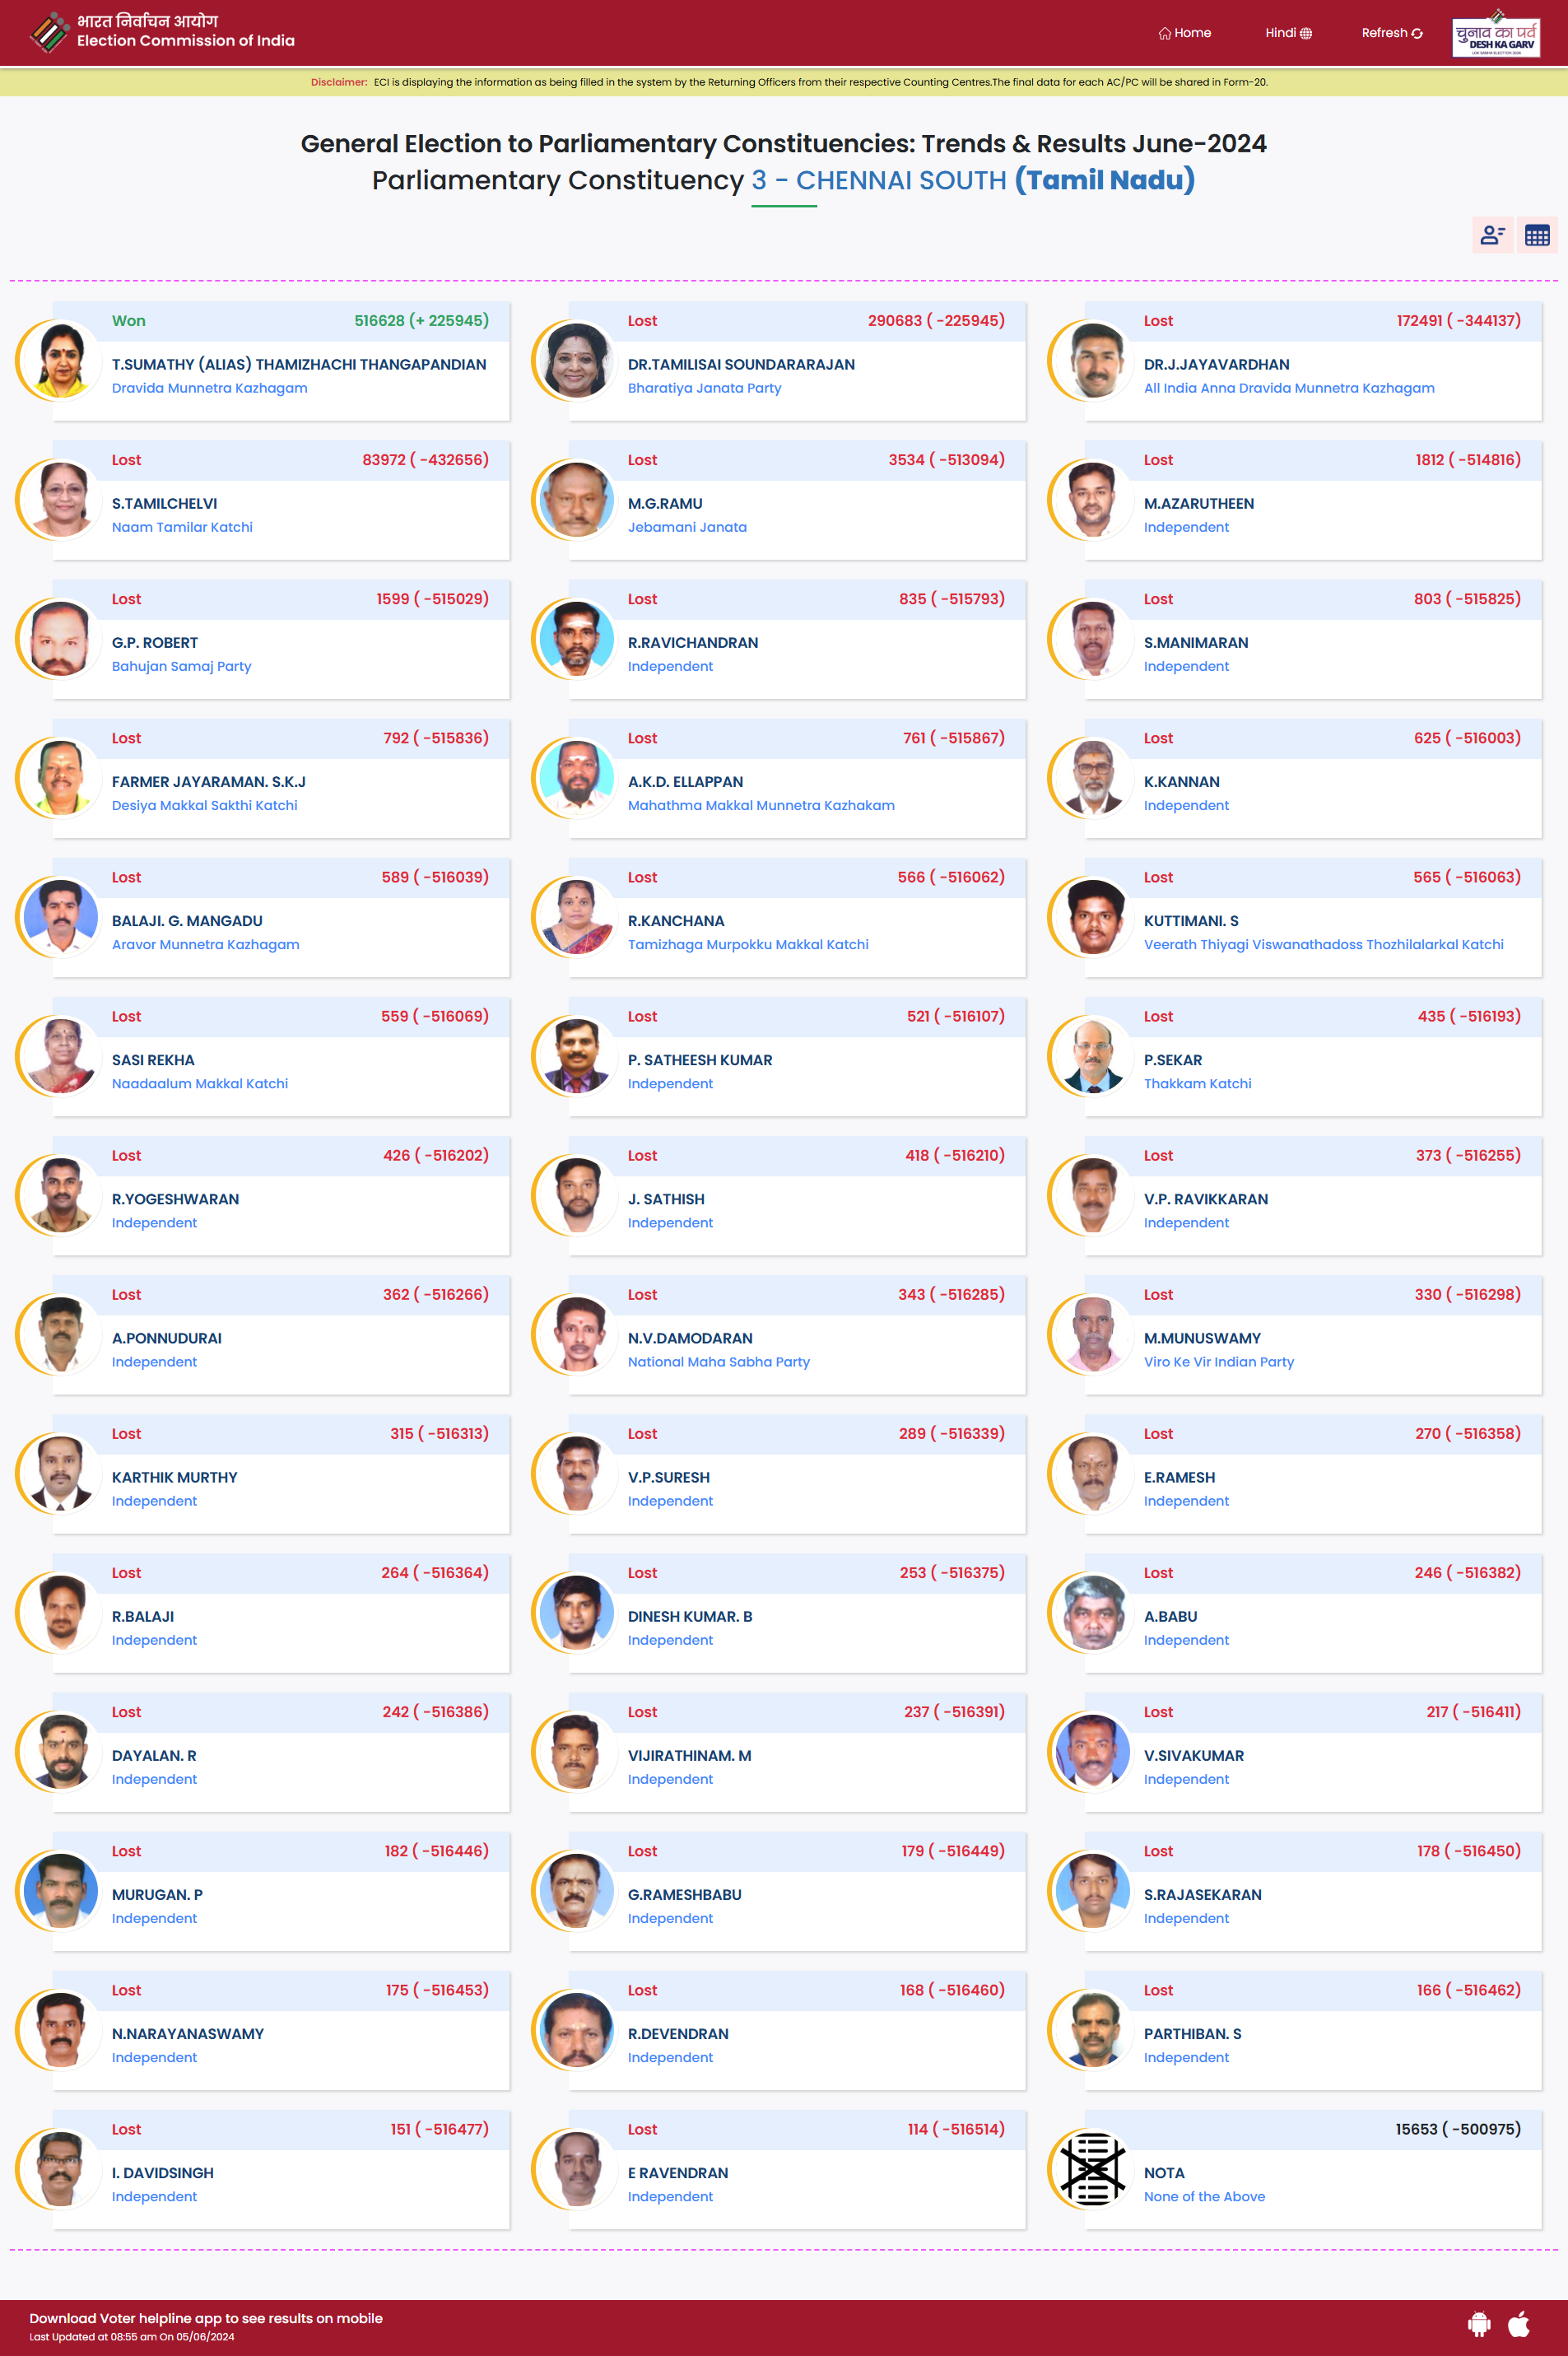 भारत निर्वाचन आयोग
Election Commission of India
Home
Hindi
Refresh
चुनाव का पर्व
DESH KA GARV
Disclaimer: ECI is displaying the information as being filled in the system by the Returning Officers from their respective Counting Centres.The final data for each AC/PC will be shared in Form-20.
General Election to Parliamentary Constituencies: Trends & Results June-2024
Parliamentary Constituency 3 - CHENNAI SOUTH (Tamil Nadu)
Won 516628 (+ 225945)
T.SUMATHY (ALIAS) THAMIZHACHI THANGAPANDIAN
Dravida Munnetra Kazhagam
Lost 290683 ( -225945)
DR.TAMILISAI SOUNDARARAJAN
Bharatiya Janata Party
Lost 172491 ( -344137)
DR.J.JAYAVARDHAN
All India Anna Dravida Munnetra Kazhagam
Lost 83972 ( -432656)
S.TAMILCHELVI
Naam Tamilar Katchi
Lost 3534 ( -513094)
M.G.RAMU
Jebamani Janata
Lost 1812 ( -514816)
M.AZARUTHEEN
Independent
Lost 1599 ( -515029)
G.P. ROBERT
Bahujan Samaj Party
Lost 835 ( -515793)
R.RAVICHANDRAN
Independent
Lost 803 ( -515825)
S.MANIMARAN
Independent
Lost 792 ( -515836)
FARMER JAYARAMAN. S.K.J
Desiya Makkal Sakthi Katchi
Lost 761 ( -515867)
A.K.D. ELLAPPAN
Mahathma Makkal Munnetra Kazhakam
Lost 625 ( -516003)
K.KANNAN
Independent
Lost 589 ( -516039)
BALAJI. G. MANGADU
Aravor Munnetra Kazhagam
Lost 566 ( -516062)
R.KANCHANA
Tamizhaga Murpokku Makkal Katchi
Lost 565 ( -516063)
KUTTIMANI. S
Veerath Thiyagi Viswanathadoss Thozhilalarkal Katchi
Lost 559 ( -516069)
SASI REKHA
Naadaalum Makkal Katchi
Lost 521 ( -516107)
P. SATHEESH KUMAR
Independent
Lost 435 ( -516193)
P.SEKAR
Thakkam Katchi
Lost 426 ( -516202)
R.YOGESHWARAN
Independent
Lost 418 ( -516210)
J. SATHISH
Independent
Lost 373 ( -516255)
V.P. RAVIKKARAN
Independent
Lost 362 ( -516266)
A.PONNUDURAI
Independent
Lost 343 ( -516285)
N.V.DAMODARAN
National Maha Sabha Party
Lost 330 ( -516298)
M.MUNUSWAMY
Viro Ke Vir Indian Party
Lost 315 ( -516313)
KARTHIK MURTHY
Independent
Lost 289 ( -516339)
V.P.SURESH
Independent
Lost 270 ( -516358)
E.RAMESH
Independent
Lost 264 ( -516364)
R.BALAJI
Independent
Lost 253 ( -516375)
DINESH KUMAR. B
Independent
Lost 246 ( -516382)
A.BABU
Independent
Lost 242 ( -516386)
DAYALAN. R
Independent
Lost 237 ( -516391)
VIJIRATHINAM. M
Independent
Lost 217 ( -516411)
V.SIVAKUMAR
Independent
Lost 182 ( -516446)
MURUGAN. P
Independent
Lost 179 ( -516449)
G.RAMESHBABU
Independent
Lost 178 ( -516450)
S.RAJASEKARAN
Independent
Lost 175 ( -516453)
N.NARAYANASWAMY
Independent
Lost 168 ( -516460)
R.DEVENDRAN
Independent
Lost 166 ( -516462)
PARTHIBAN. S
Independent
Lost 151 ( -516477)
I. DAVIDSINGH
Independent
Lost 114 ( -516514)
E RAVENDRAN
Independent
15653 ( -500975)
NOTA
None of the Above
Download Voter helpline app to see results on mobile
Last Updated at 08:55 am On 05/06/2024